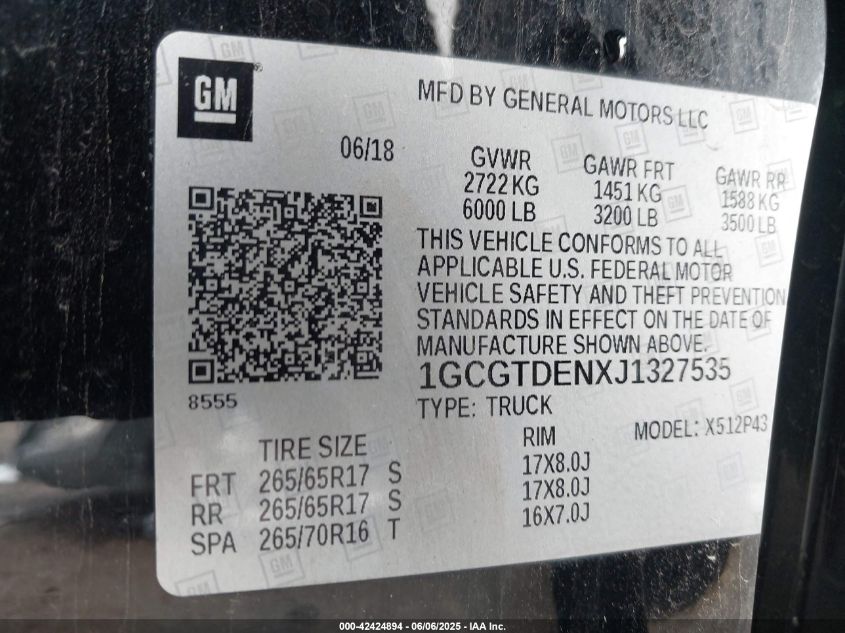 GM
MFD BY GENERAL MOTORS LLC
06/18
GVWR GAWR FRT GAWR RR
2722 KG 1451 KG 1588 KG
6000 LB 3200 LB 3500 LB
THIS VEHICLE CONFORMS TO ALL
APPLICABLE U.S. FEDERAL MOTOR
VEHICLE SAFETY AND THEFT PREVENTION
STANDARDS IN EFFECT ON THE DATE OF
MANUFACTURE SHOWN ABOVE.
1GCGTDENXJ1327535
8555
TYPE: TRUCK
MODEL: X512P43
TIRE SIZE RIM
FRT 265/65R17 S 17X8.0J
RR 265/65R17 S 17X8.0J
SPA 265/70R16 T 16X7.0J
000-42424894 - 06/06/2025 - IAA Inc.